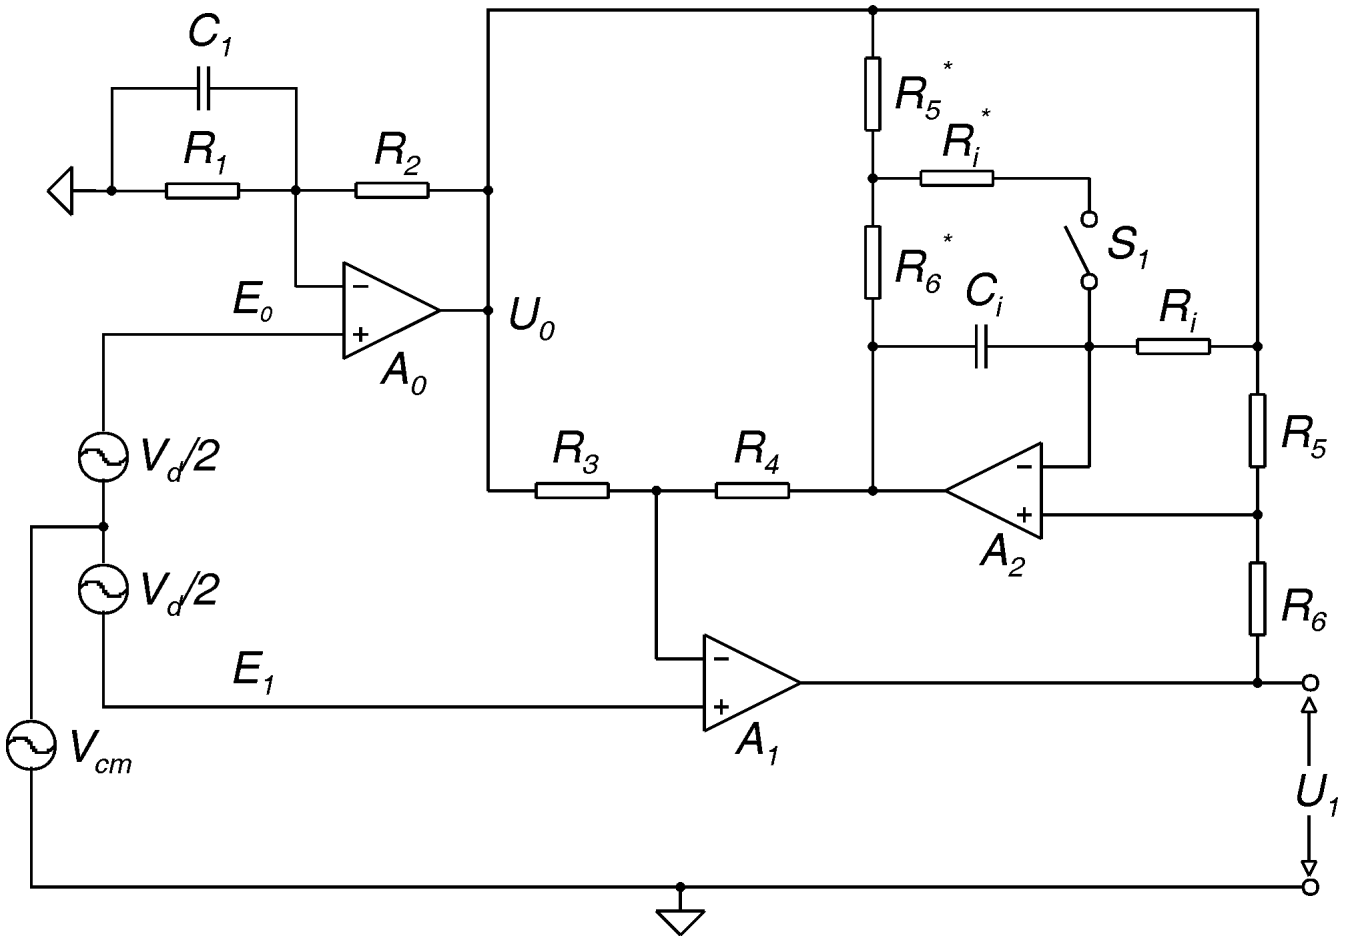 C1
R5*
R1
R2
Ri*
E0
−
+
A0
U0
R6*
S1
Ci
Ri
Vd/2
R3
R4
−
+
A2
R5
Vd/2
R6
E1
−
+
A1
Vcm
U1